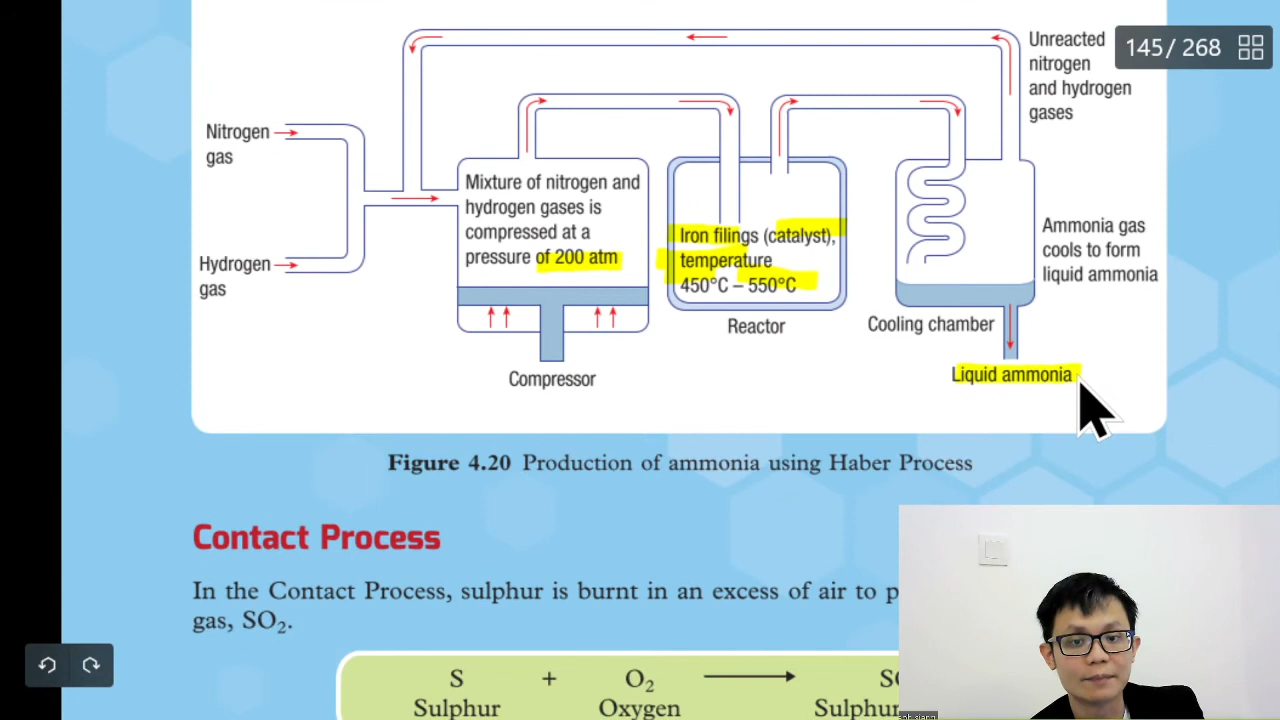 145/ 268
Unreacted
nitrogen
and hydrogen
gases
Nitrogen
gas
Hydrogen
gas
Mixture of nitrogen and
hydrogen gases is
compressed at a
pressure of 200 atm
Compressor
Iron filings (catalyst),
temperature
450°C – 550°C
Reactor
Ammonia gas
cools to form
liquid ammonia
Cooling chamber
Liquid ammonia
Figure 4.20 Production of ammonia using Haber Process
Contact Process
In the Contact Process, sulphur is burnt in an excess of air to p
gas, SO₂.
S + O₂ ⟶ S
Sulphur Oxygen Sulphur